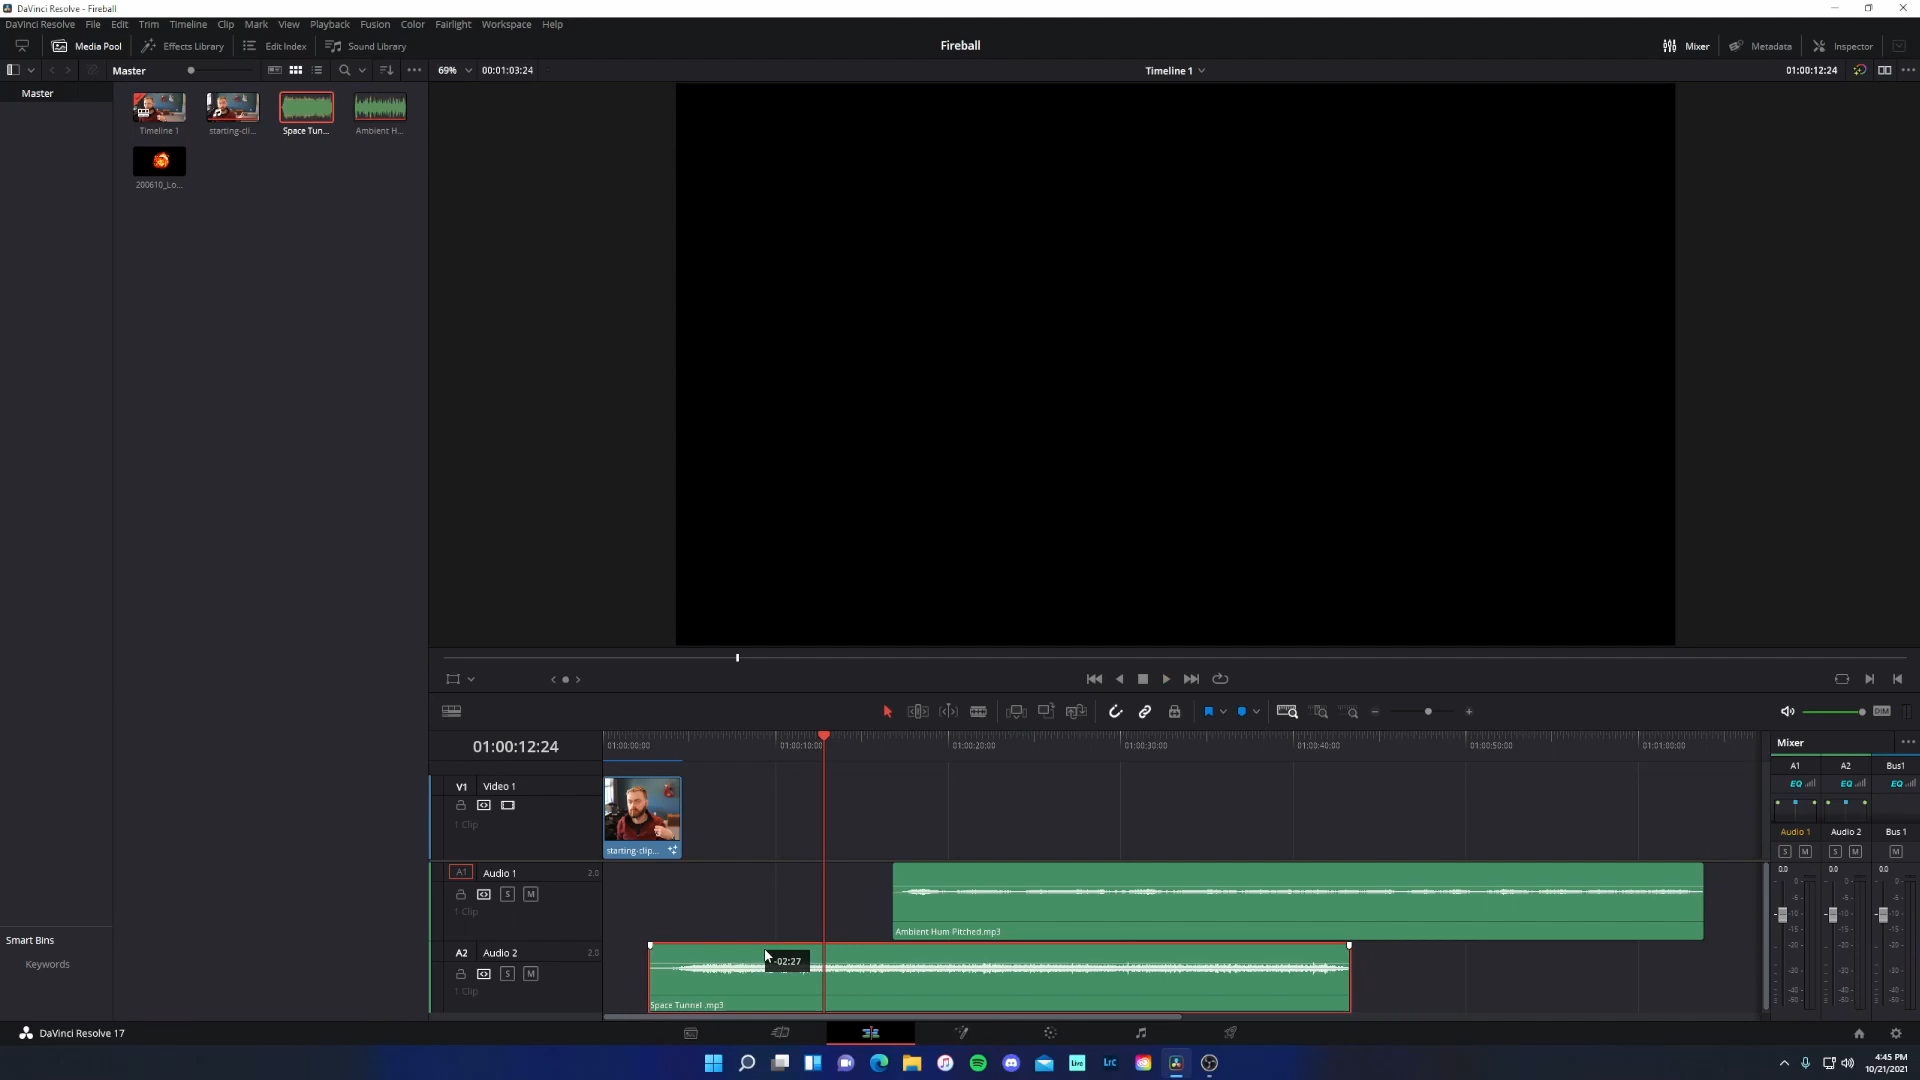 DaVinci Resolve - Fireball
DaVinci Resolve File Edit Trim Timeline Clip Mark View Playback Fusion Color Fairlight Workspace Help
Media Pool Effects Library Edit Index Sound Library Fireball Mixer Metadata Inspector
Master 69% 00:01:03:24 Timeline 1 01:00:12:24
Master
Timeline 1 starting-cli... Space Tun... Ambient H...
200610_Lo...
01:00:12:24 01:00:00:00 01:00:10:00 01:00:20:00 01:00:30:00 01:00:40:00 01:00:50:00 01:01:00:00
DIM
Mixer
A1 A2 Bus1
EQ EQ EQ
Audio 1 Audio 2 Bus 1
S M S M M
0.0 0.0 0.0
V1 Video 1
1 Clip
starting-clip...
A1 Audio 1 2.0
S M
1 Clip
Ambient Hum Pitched.mp3
A2 Audio 2 2.0
S M
1 Clip
-02:27
Space Tunnel .mp3
Smart Bins
Keywords
DaVinci Resolve 17
Live
LrC
4:45 PM
10/21/2021